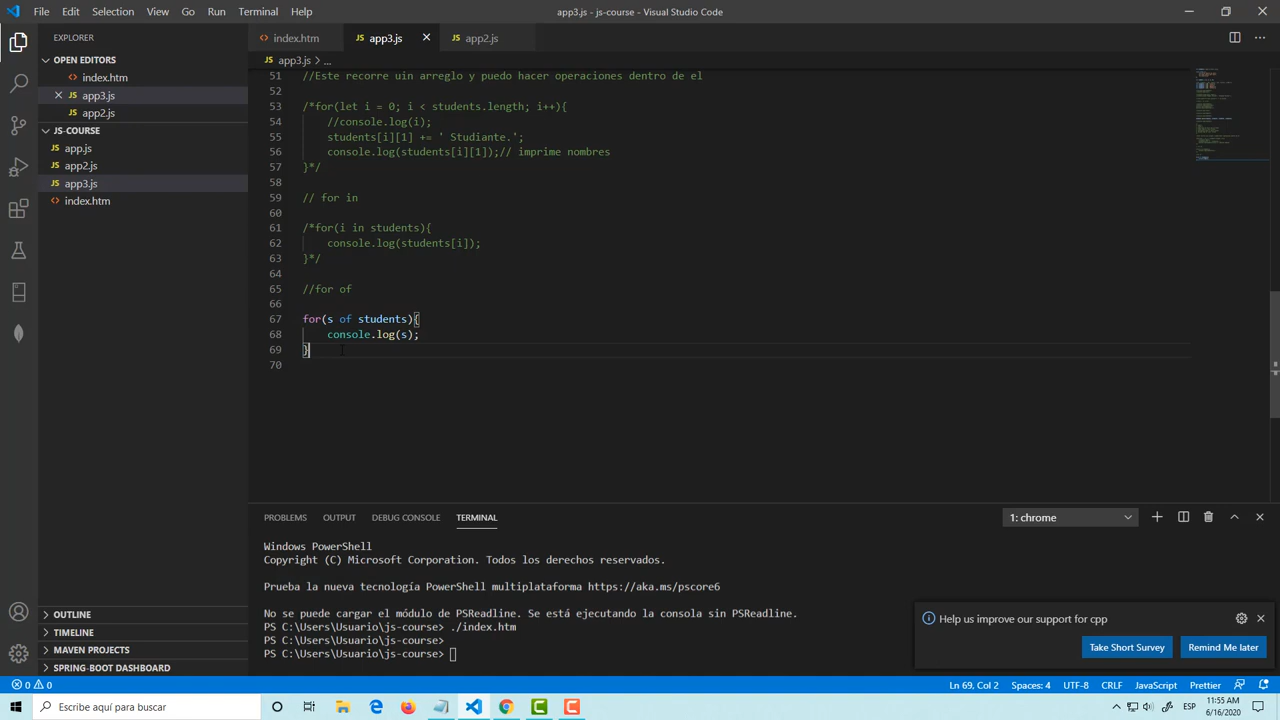 File Edit Selection View Go Run Terminal Help
app3.js - js-course - Visual Studio Code
EXPLORER
OPEN EDITORS
index.htm
app3.js
app2.js
JS-COURSE
app.js
app2.js
app3.js
index.htm
OUTLINE
TIMELINE
MAVEN PROJECTS
SPRING-BOOT DASHBOARD
index.htm app3.js app2.js
app3.js > ...
51 //Este recorre uin arreglo y puedo hacer operaciones dentro de el
52
53 /*for(let i = 0; i < students.length; i++){
54 //console.log(i);
55 students[i][1] += ' Studiante.';
56 console.log(students[i][1]);// imprime nombres
57 }*/
58
59 // for in
60
61 /*for(i in students){
62 console.log(students[i]);
63 }*/
64
65 //for of
66
67 for(s of students){
68 console.log(s);
69 }
70
PROBLEMS OUTPUT DEBUG CONSOLE TERMINAL
1: chrome
Windows PowerShell
Copyright (C) Microsoft Corporation. Todos los derechos reservados.
Prueba la nueva tecnología PowerShell multiplataforma https://aka.ms/pscore6
No se puede cargar el módulo de PSReadline. Se está ejecutando la consola sin PSReadline.
PS C:\Users\Usuario\js-course> ./index.htm
PS C:\Users\Usuario\js-course>
PS C:\Users\Usuario\js-course>
Help us improve our support for cpp
Take Short Survey Remind Me later
0 0
Ln 69, Col 2 Spaces: 4 UTF-8 CRLF JavaScript Prettier
Escribe aquí para buscar
ESP
11:55 AM
6/16/2020